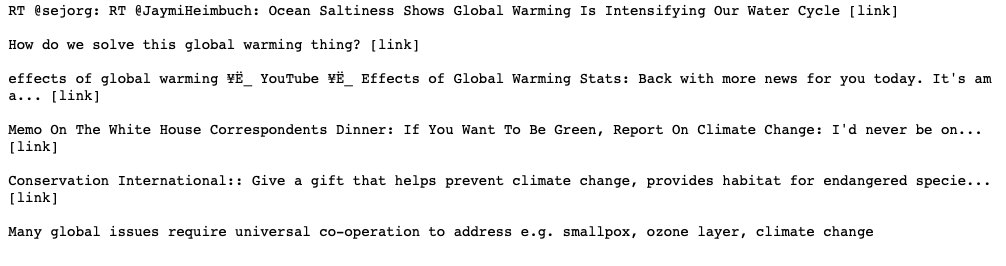 RT @sejorg: RT @JaymiHeimbuch: Ocean Saltiness Shows Global Warming Is Intensifying Our Water Cycle [link]
How do we solve this global warming thing? [link]
effects of global warming ¥Ë_ YouTube ¥Ë_ Effects of Global Warming Stats: Back with more news for you today. It's am
a... [link]
Memo On The White House Correspondents Dinner: If You Want To Be Green, Report On Climate Change: I'd never be on...
[link]
Conservation International:: Give a gift that helps prevent climate change, provides habitat for endangered specie...
[link]
Many global issues require universal co-operation to address e.g. smallpox, ozone layer, climate change